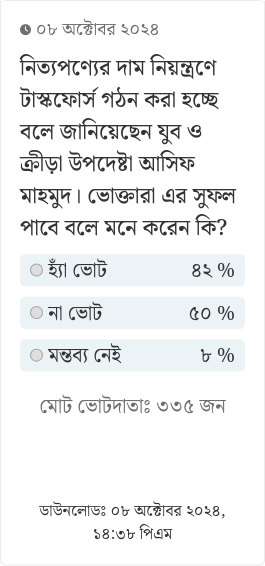 ০৮ অক্টোবর ২০২৪
নিত্যপণ্যের দাম নিয়ন্ত্রণে
টাস্কফোর্স গঠন করা হচ্ছে
বলে জানিয়েছেন যুব ও
ক্রীড়া উপদেষ্টা আসিফ
মাহমুদ। ভোক্তারা এর সুফল
পাবে বলে মনে করেন কি?
হ্যাঁ ভোট ৪২ %
না ভোট ৫০ %
মন্তব্য নেই ৮ %
মোট ভোটদাতাঃ ৩৩৫ জন
ডাউনলোডঃ ০৮ অক্টোবর ২০২৪,
১৪:৩৮ পিএম